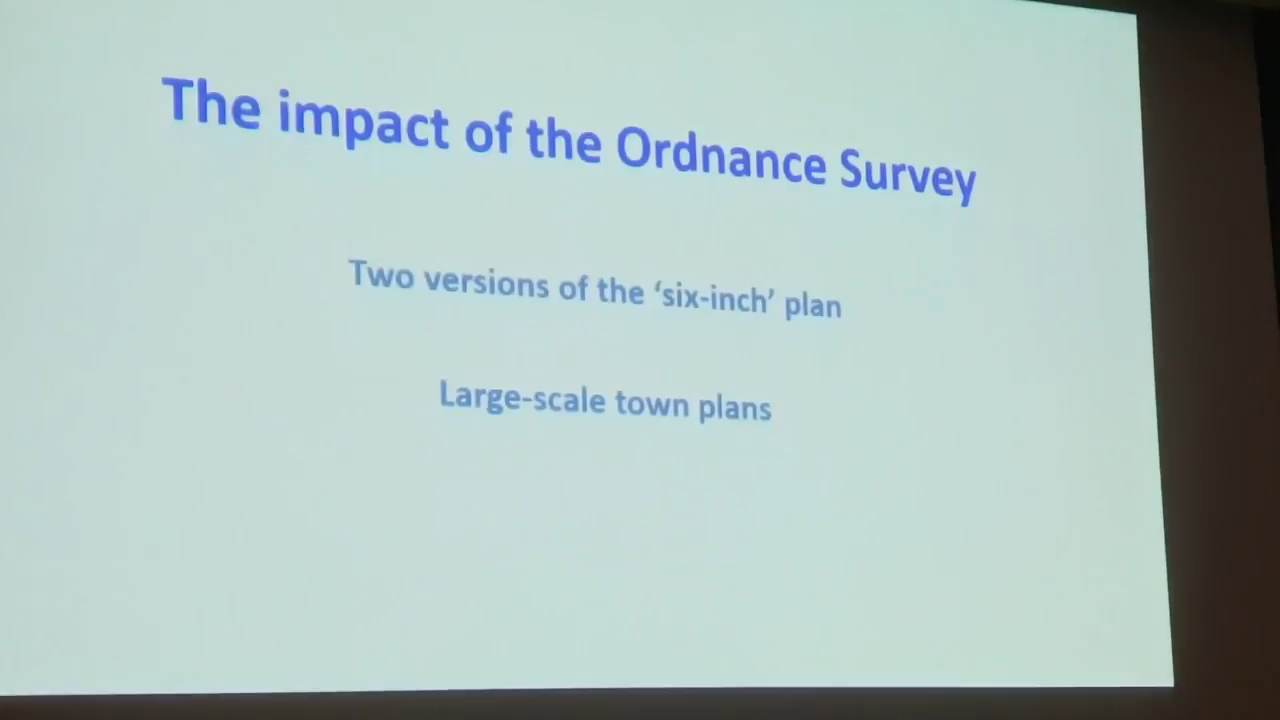 The impact of the Ordnance Survey
Two versions of the ‘six-inch’ plan
Large-scale town plans